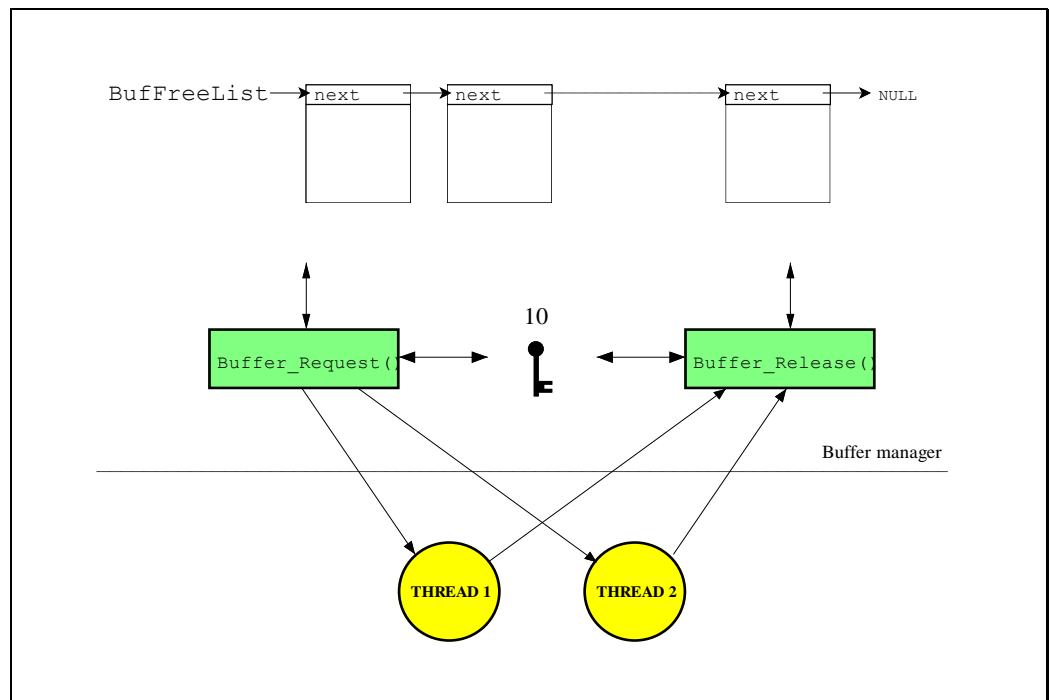 BufFreeList next next next NULL
10
Buffer_Request() Buffer_Release()
Buffer manager
THREAD 1 THREAD 2